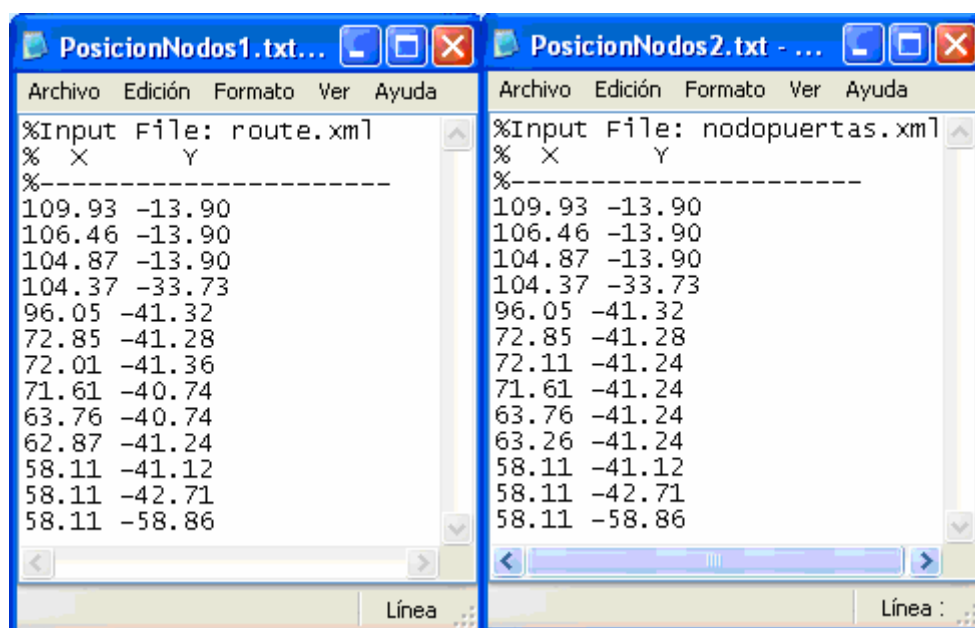 PosicionNodos1.txt...
Archivo Edición Formato Ver Ayuda
%Input File: route.xml
% X Y
%----------------------
109.93 -13.90
106.46 -13.90
104.87 -13.90
104.37 -33.73
96.05 -41.32
72.85 -41.28
72.01 -41.36
71.61 -40.74
63.76 -40.74
62.87 -41.24
58.11 -41.12
58.11 -42.71
58.11 -58.86
Línea
PosicionNodos2.txt - ...
Archivo Edición Formato Ver Ayuda
%Input File: nodopuertas.xml
% X Y
%----------------------
109.93 -13.90
106.46 -13.90
104.87 -13.90
104.37 -33.73
96.05 -41.32
72.85 -41.28
72.11 -41.24
71.61 -41.24
63.76 -41.24
63.26 -41.24
58.11 -41.12
58.11 -42.71
58.11 -58.86
Línea :